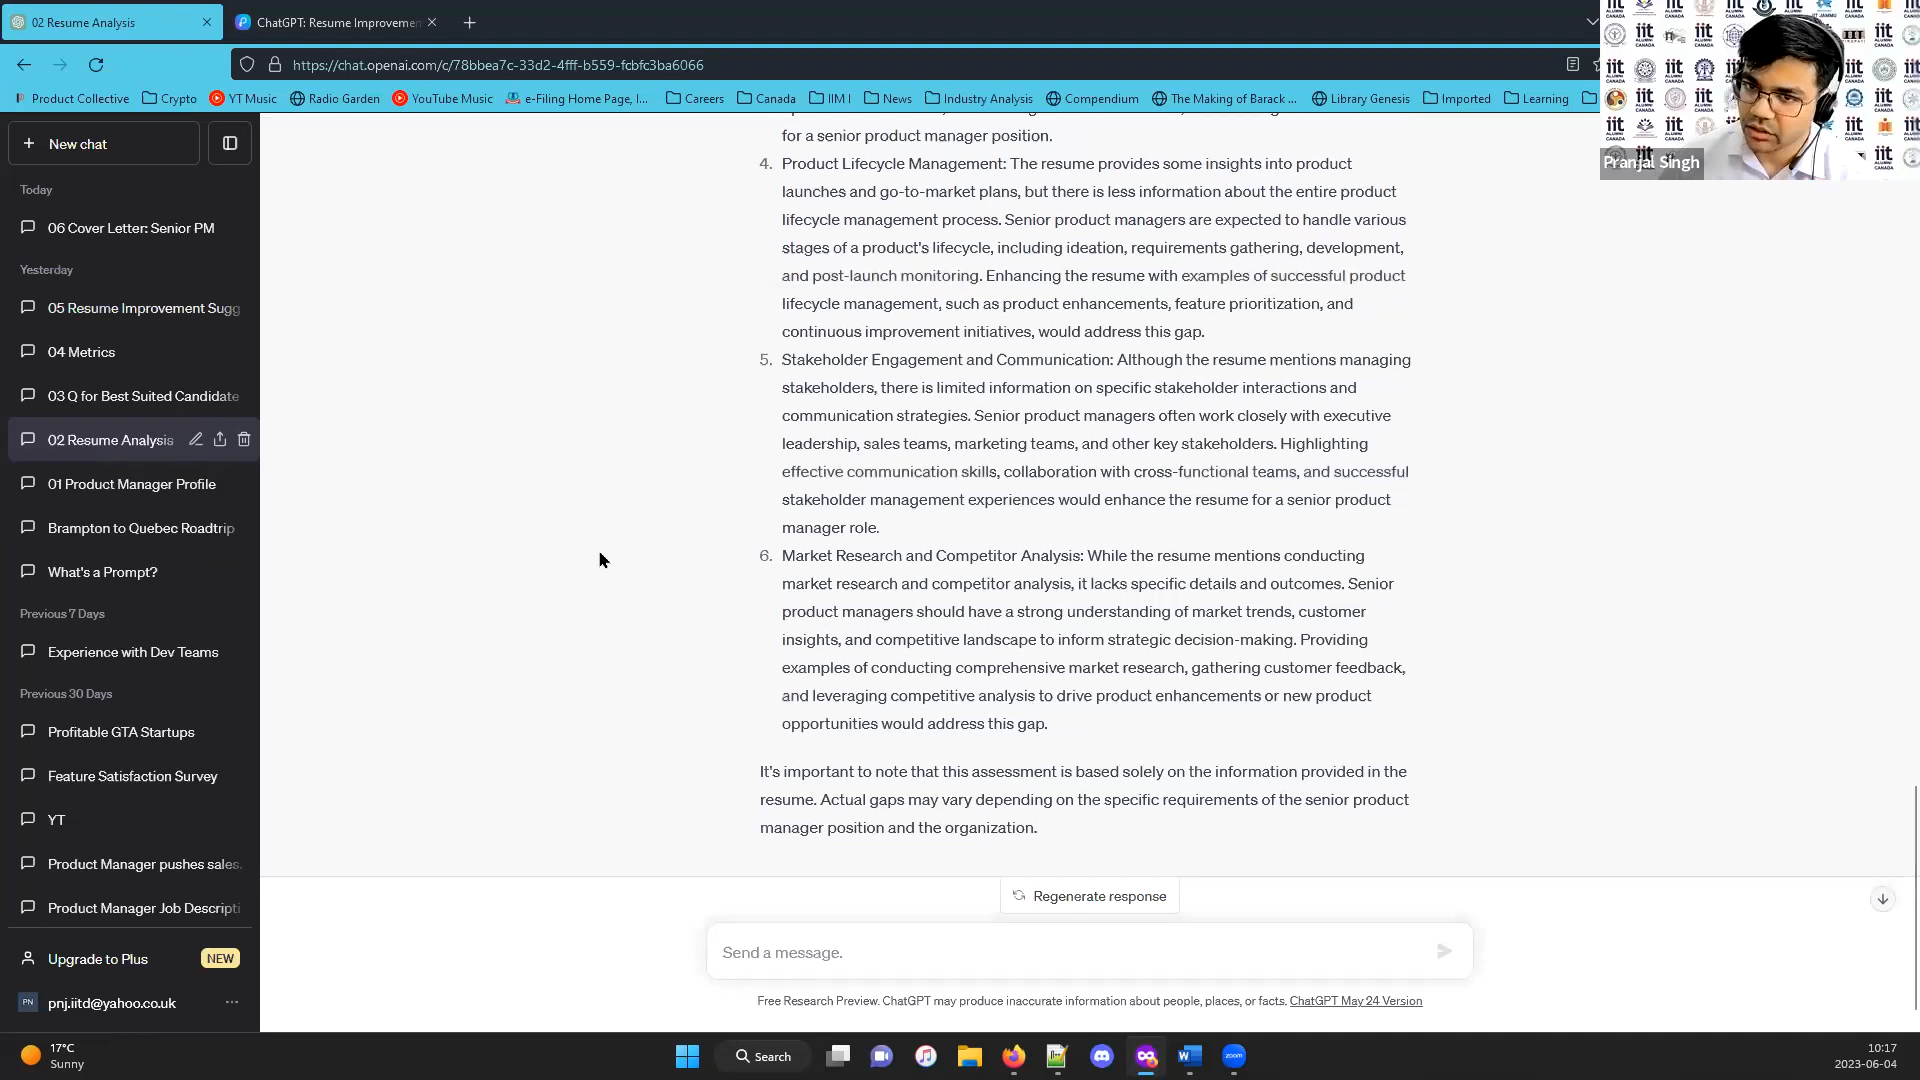 02 Resume Analysis
ChatGPT: Resume Improvemen
https://chat.openai.com/c/78bbea7c-33d2-4fff-b559-fcbfc3ba6066
Product Collective
Crypto
YT Music
Radio Garden
YouTube Music
e-Filing Home Page, I...
Careers
Canada
IIM I
News
Industry Analysis
Compendium
The Making of Barack ...
Library Genesis
Imported
Learning
Pranjal Singh
New chat
Today
06 Cover Letter: Senior PM
Yesterday
05 Resume Improvement Sugg
04 Metrics
03 Q for Best Suited Candidate
02 Resume Analysis
01 Product Manager Profile
Brampton to Quebec Roadtrip
What's a Prompt?
Previous 7 Days
Experience with Dev Teams
Previous 30 Days
Profitable GTA Startups
Feature Satisfaction Survey
YT
Product Manager pushes sales.
Product Manager Job Descripti
Upgrade to Plus
NEW
PN
pnj.iitd@yahoo.co.uk
for a senior product manager position.
4. Product Lifecycle Management: The resume provides some insights into product
launches and go-to-market plans, but there is less information about the entire product
lifecycle management process. Senior product managers are expected to handle various
stages of a product's lifecycle, including ideation, requirements gathering, development,
and post-launch monitoring. Enhancing the resume with examples of successful product
lifecycle management, such as product enhancements, feature prioritization, and
continuous improvement initiatives, would address this gap.
5. Stakeholder Engagement and Communication: Although the resume mentions managing
stakeholders, there is limited information on specific stakeholder interactions and
communication strategies. Senior product managers often work closely with executive
leadership, sales teams, marketing teams, and other key stakeholders. Highlighting
effective communication skills, collaboration with cross-functional teams, and successful
stakeholder management experiences would enhance the resume for a senior product
manager role.
6. Market Research and Competitor Analysis: While the resume mentions conducting
market research and competitor analysis, it lacks specific details and outcomes. Senior
product managers should have a strong understanding of market trends, customer
insights, and competitive landscape to inform strategic decision-making. Providing
examples of conducting comprehensive market research, gathering customer feedback,
and leveraging competitive analysis to drive product enhancements or new product
opportunities would address this gap.
It's important to note that this assessment is based solely on the information provided in the
resume. Actual gaps may vary depending on the specific requirements of the senior product
manager position and the organization.
Regenerate response
Send a message.
Free Research Preview. ChatGPT may produce inaccurate information about people, places, or facts. ChatGPT May 24 Version
17°C
Sunny
Search
zoom
10:17
2023-06-04